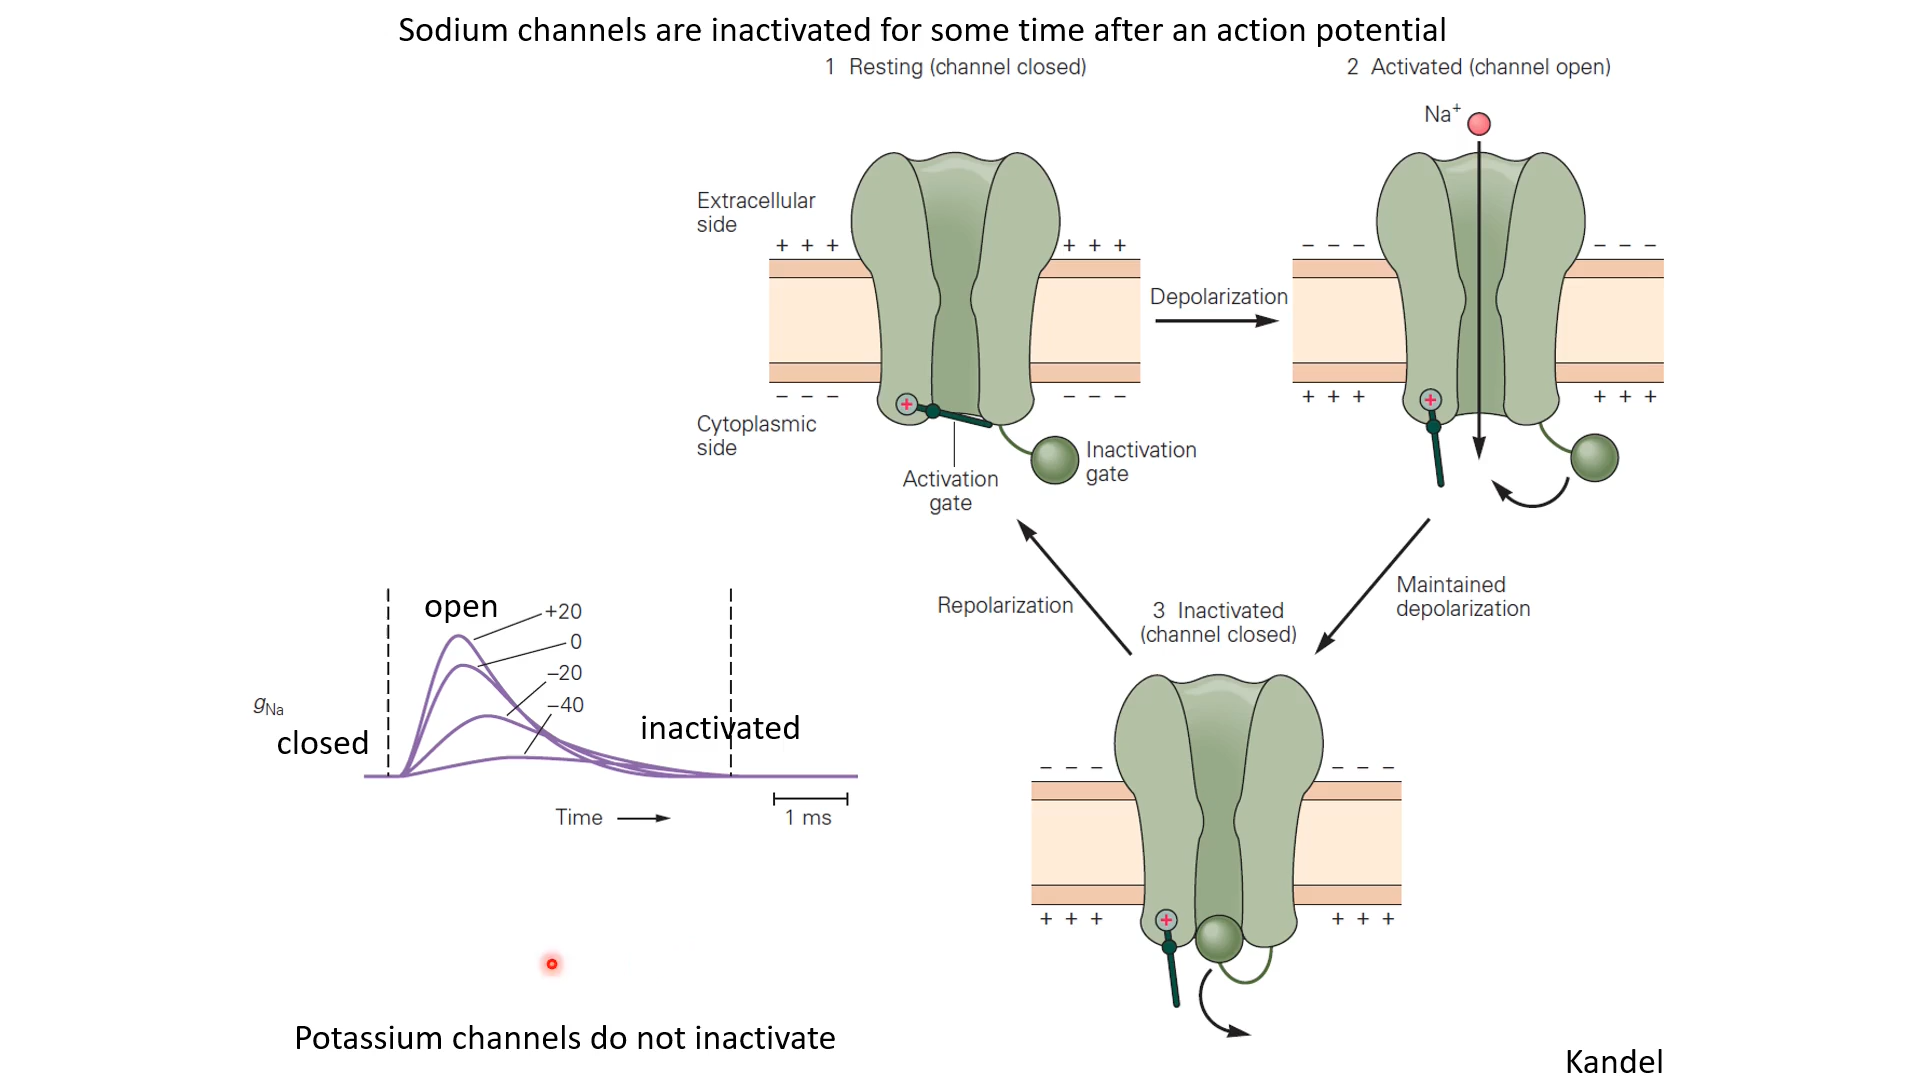 Sodium channels are inactivated for some time after an action potential
1 Resting (channel closed)
2 Activated (channel open)
Na+
Extracellular
side
+ + +
+ + +
– – –
– – –
Depolarization
– – –
– – –
+ + +
+ + +
+
+
Cytoplasmic
side
Activation
gate
Inactivation
gate
Repolarization
Maintained
depolarization
3 Inactivated
(channel closed)
– – –
– – –
+ + +
+ + +
+
open
+20
0
–20
–40
gNa
closed
inactivated
Time
1 ms
Potassium channels do not inactivate
Kandel